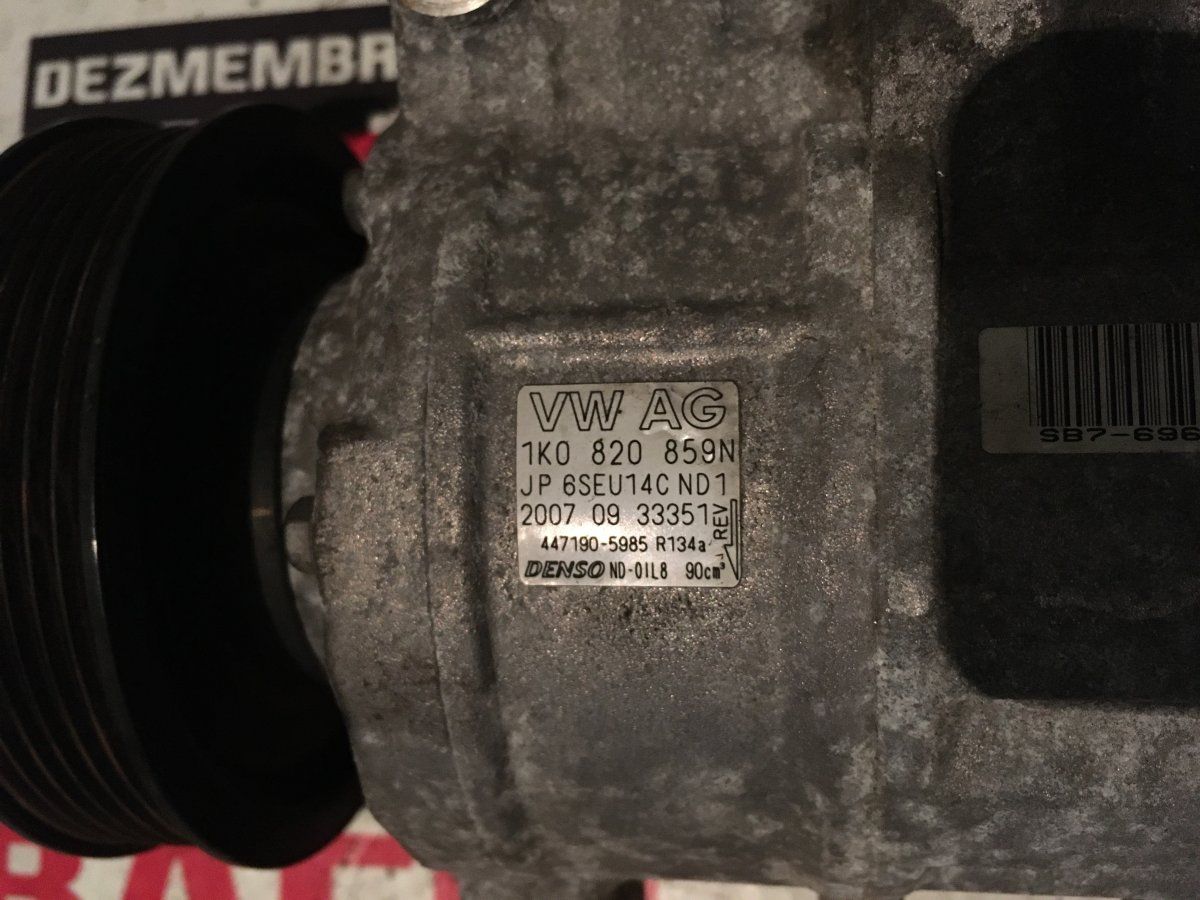 DEZMEMBR
VW AG
1K0 820 859N
JP 6SEU14C ND1
2007 09 33351
REV
447190-5985 R134a
DENSO ND-OIL8 90cm³
SB7-696